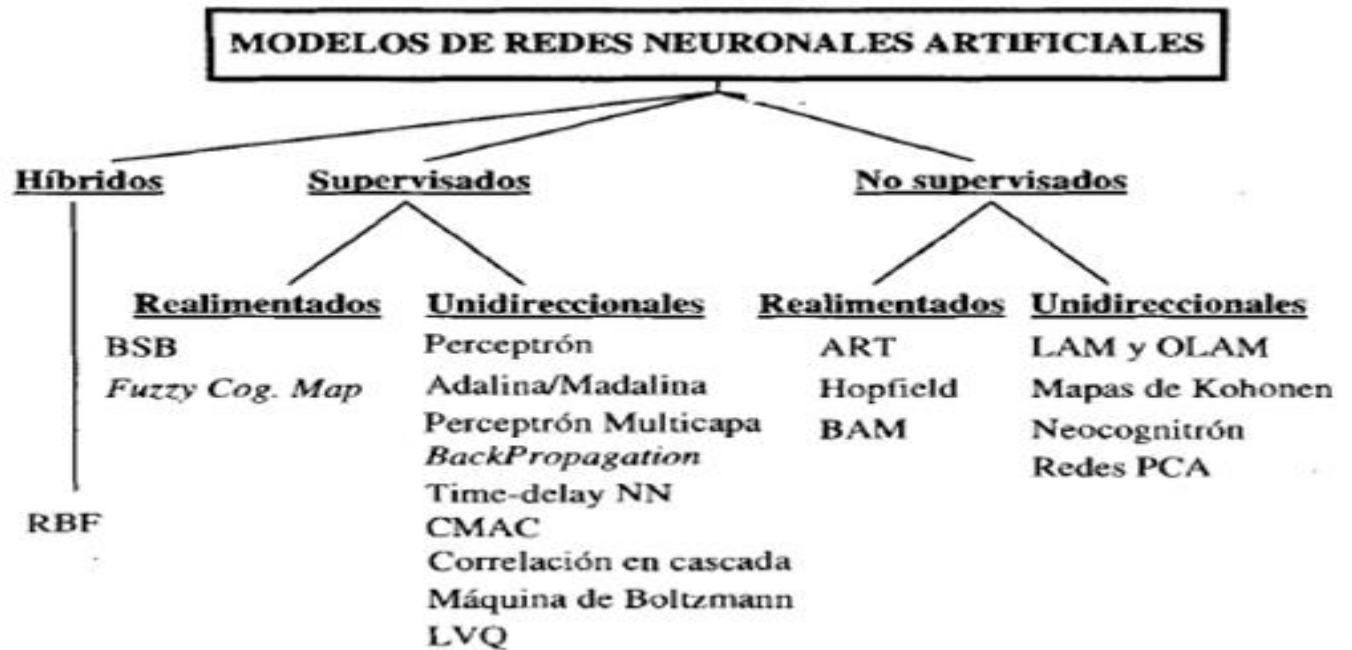 MODELOS DE REDES NEURONALES ARTIFICIALES
Híbridos
Supervisados
No supervisados
Realimentados
Unidireccionales
Realimentados
Unidireccionales
BSB
Fuzzy Cog. Map
Perceptrón
Adalina/Madalina
Perceptrón Multicapa
BackPropagation
Time-delay NN
CMAC
Correlación en cascada
Máquina de Boltzmann
LVQ
ART
Hopfield
BAM
LAM y OLAM
Mapas de Kohonen
Neocognitrón
Redes PCA
RBF